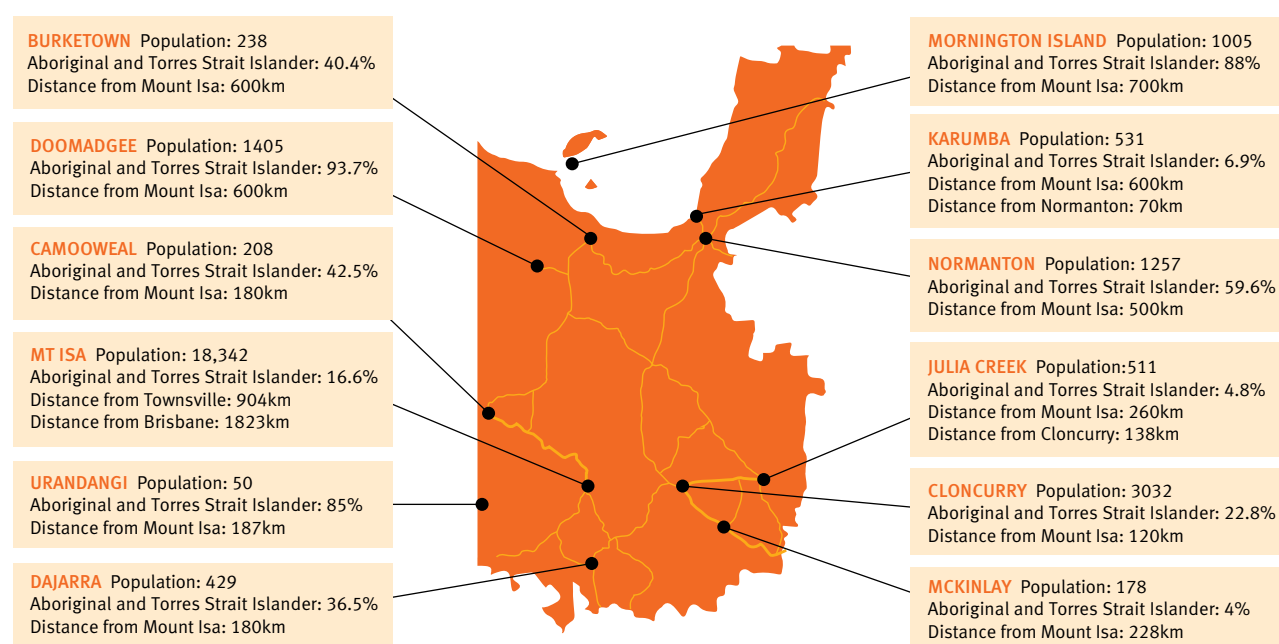 BURKETOWN Population: 238
Aboriginal and Torres Strait Islander: 40.4%
Distance from Mount Isa: 600km
DOOMADGEE Population: 1405
Aboriginal and Torres Strait Islander: 93.7%
Distance from Mount Isa: 600km
CAMOOWEAL Population: 208
Aboriginal and Torres Strait Islander: 42.5%
Distance from Mount Isa: 180km
MT ISA Population: 18,342
Aboriginal and Torres Strait Islander: 16.6%
Distance from Townsville: 904km
Distance from Brisbane: 1823km
URANDANGI Population: 50
Aboriginal and Torres Strait Islander: 85%
Distance from Mount Isa: 187km
DAJARRA Population: 429
Aboriginal and Torres Strait Islander: 36.5%
Distance from Mount Isa: 180km
MORNINGTON ISLAND Population: 1005
Aboriginal and Torres Strait Islander: 88%
Distance from Mount Isa: 700km
KARUMBA Population: 531
Aboriginal and Torres Strait Islander: 6.9%
Distance from Mount Isa: 600km
Distance from Normanton: 70km
NORMANTON Population: 1257
Aboriginal and Torres Strait Islander: 59.6%
Distance from Mount Isa: 500km
JULIA CREEK Population:511
Aboriginal and Torres Strait Islander: 4.8%
Distance from Mount Isa: 260km
Distance from Cloncurry: 138km
CLONCURRY Population: 3032
Aboriginal and Torres Strait Islander: 22.8%
Distance from Mount Isa: 120km
MCKINLAY Population: 178
Aboriginal and Torres Strait Islander: 4%
Distance from Mount Isa: 228km